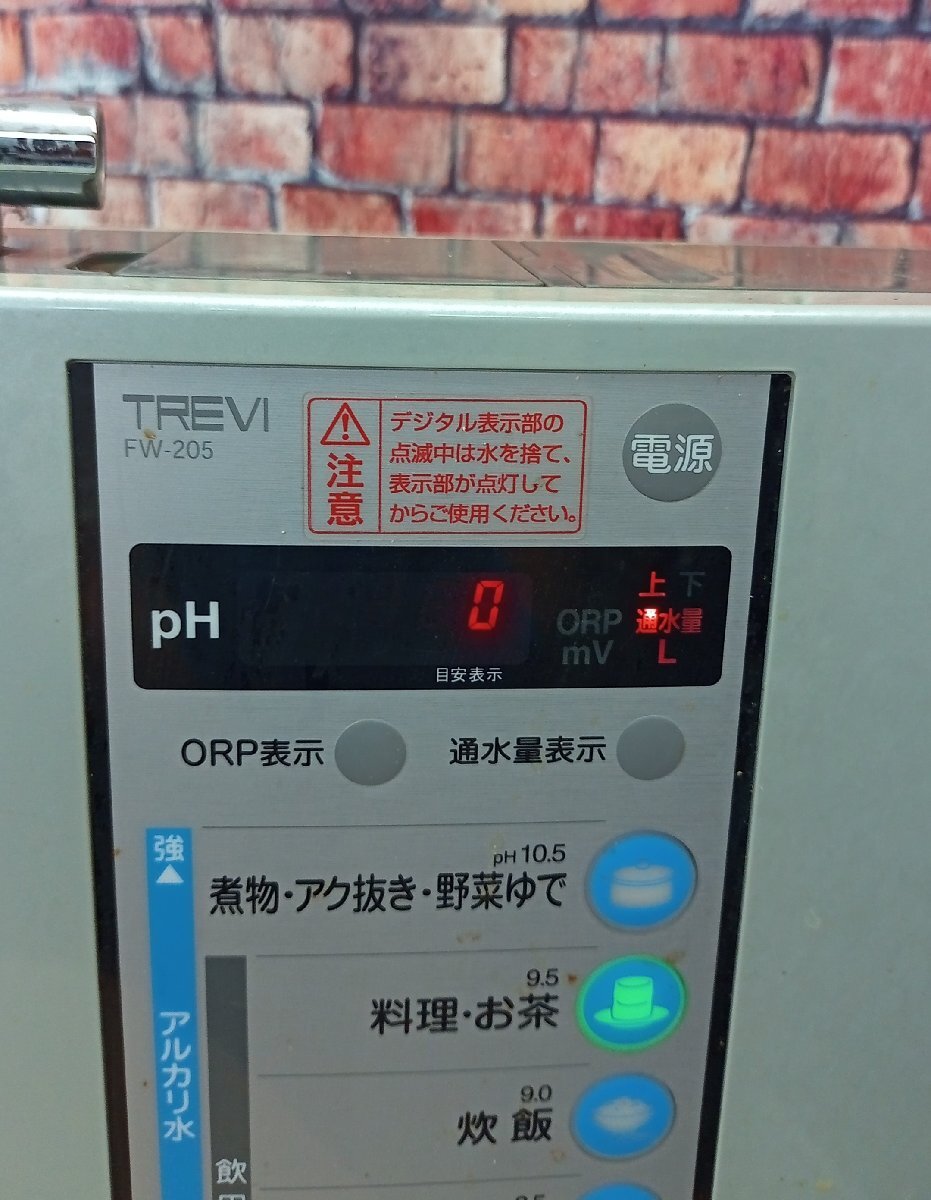 TREVI
FW-205
注意
デジタル表示部の
点滅中は水を捨て、
表示部が点灯して
からご使用ください。
電源
pH
0
上 下
ORP 通水量
mV L
目安表示
ORP表示
通水量表示
強
pH10.5
煮物・アク抜き・野菜ゆで
9.5
料理・お茶
アルカリ水
9.0
炊飯
飲